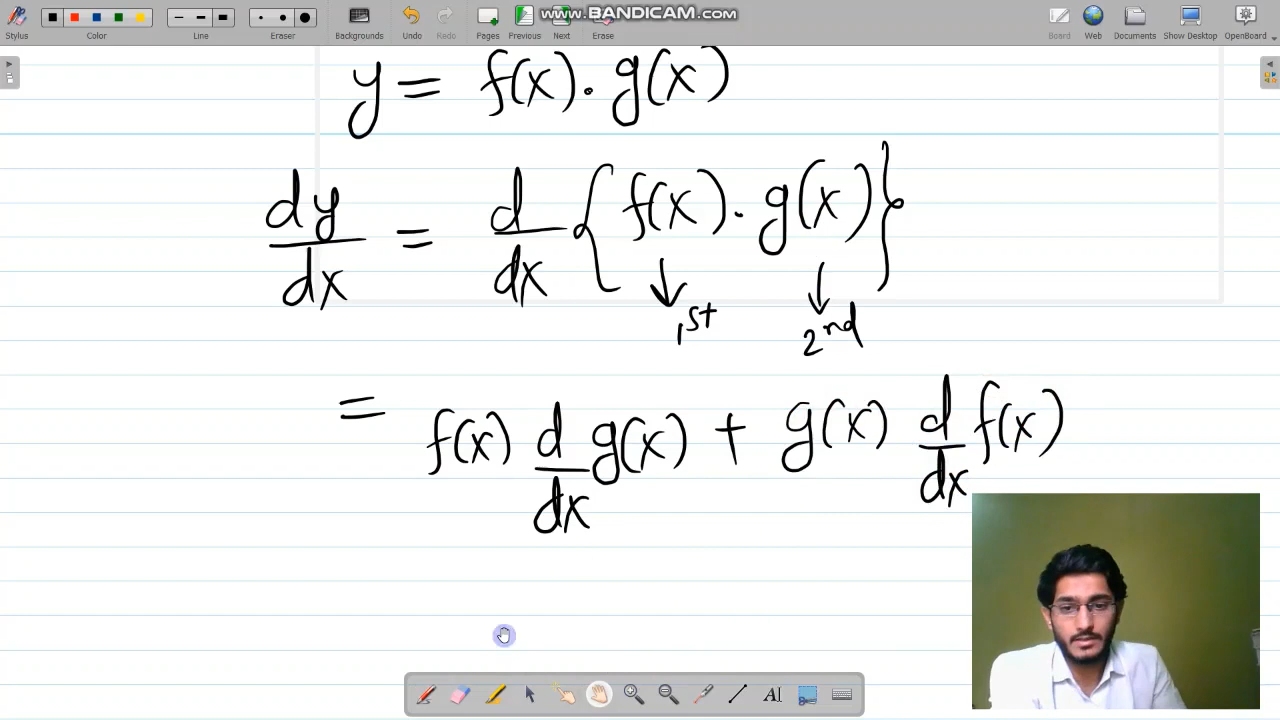 www.BANDICAM.com
Stylus Color Line Eraser Backgrounds Undo Redo Pages Previous Next Erase Board Web Documents Show Desktop OpenBoard
y = f(x) . g(x)
dy/dx = d/dx { f(x) . g(x) }
1st 2nd
= f(x) d/dx g(x) + g(x) d/dx f(x)